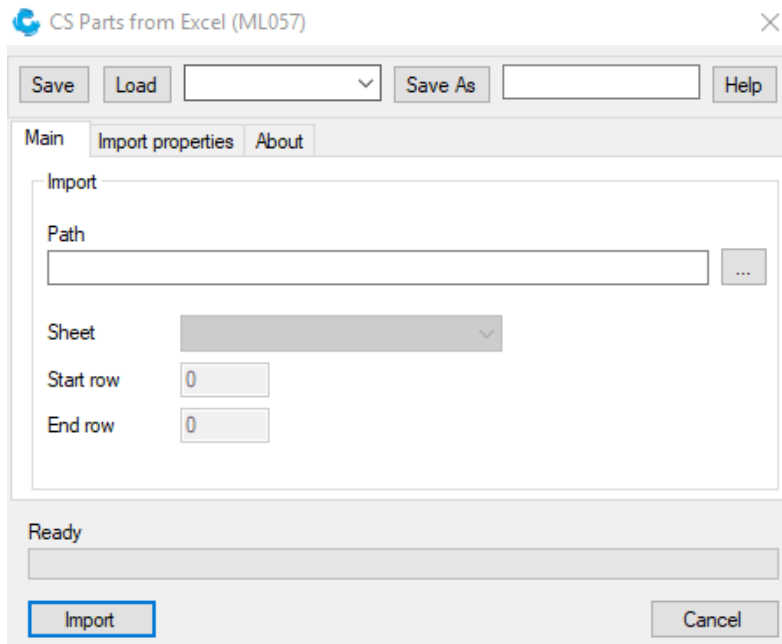 CS Parts from Excel (ML057)
Save Load Save As Help
Main Import properties About
Import
Path
...
Sheet
Start row 0
End row 0
Ready
Import Cancel